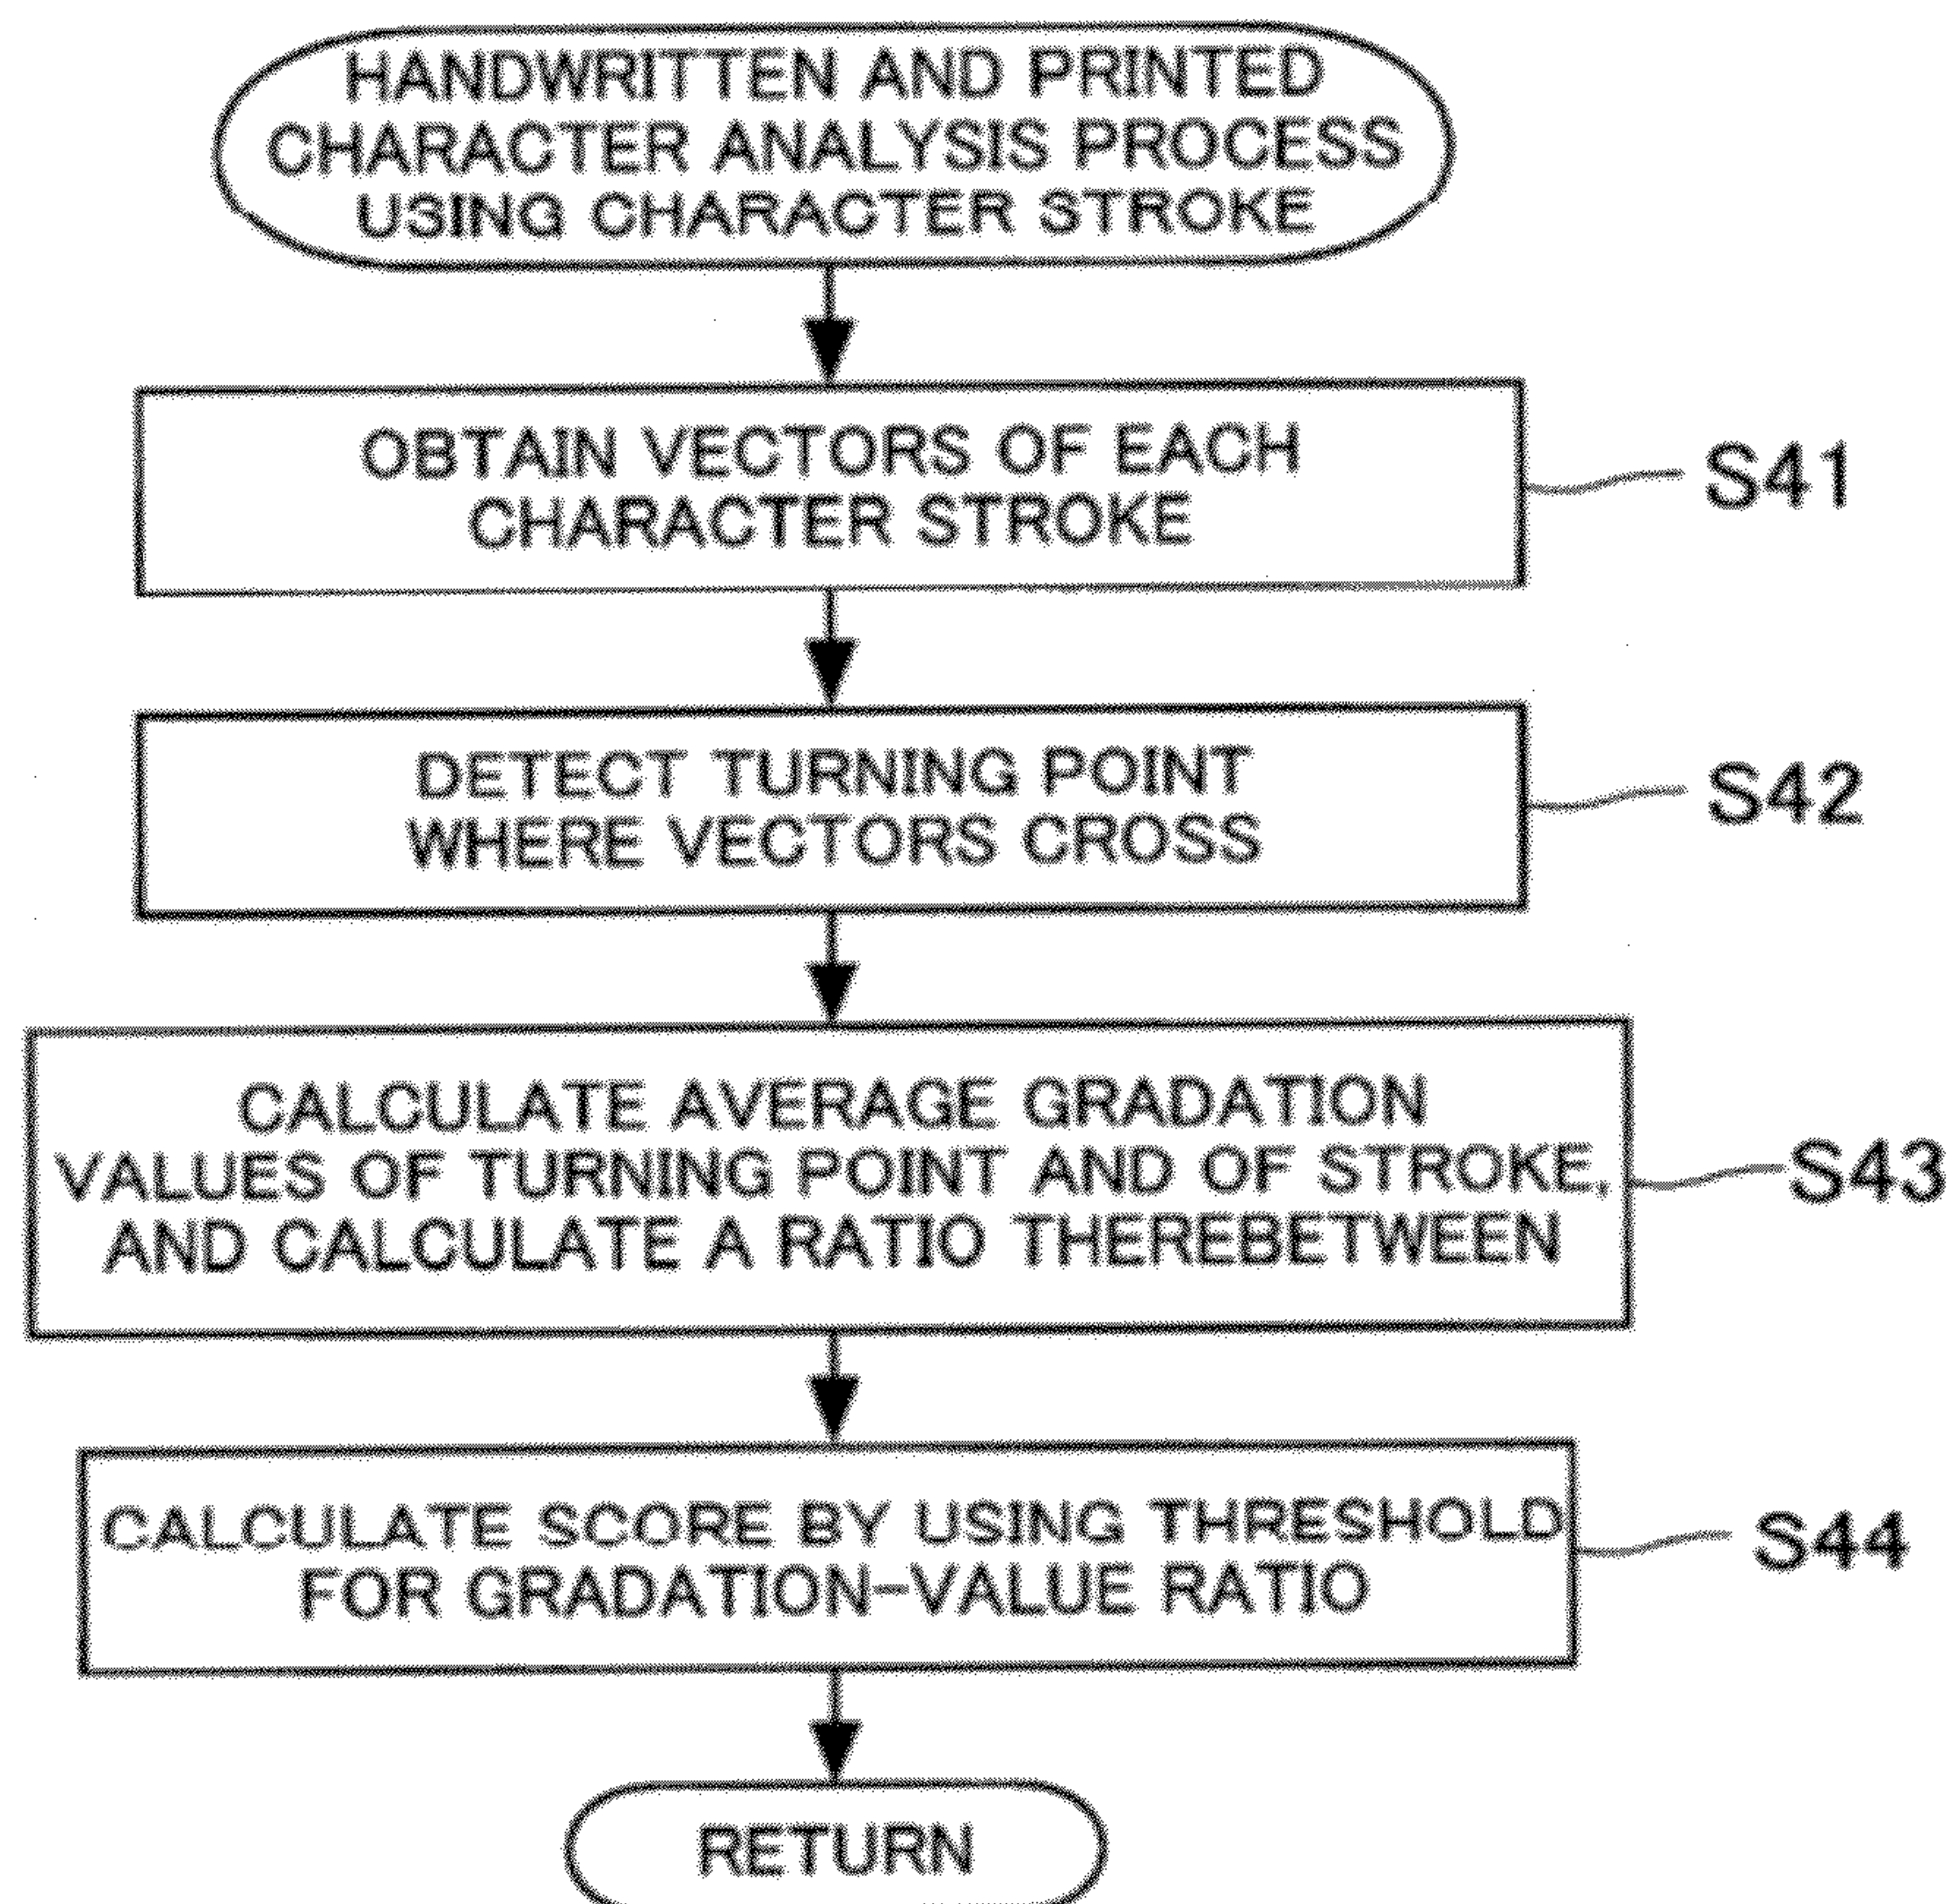 HANDWRITTEN AND PRINTED
CHARACTER ANALYSIS PROCESS
USING CHARACTER STROKE
OBTAIN VECTORS OF EACH
CHARACTER STROKE
S41
DETECT TURNING POINT
WHERE VECTORS CROSS
S42
CALCULATE AVERAGE GRADATION
VALUES OF TURNING POINT AND OF STROKE,
AND CALCULATE A RATIO THEREBETWEEN
S43
CALCULATE SCORE BY USING THRESHOLD
FOR GRADATION-VALUE RATIO
S44
RETURN